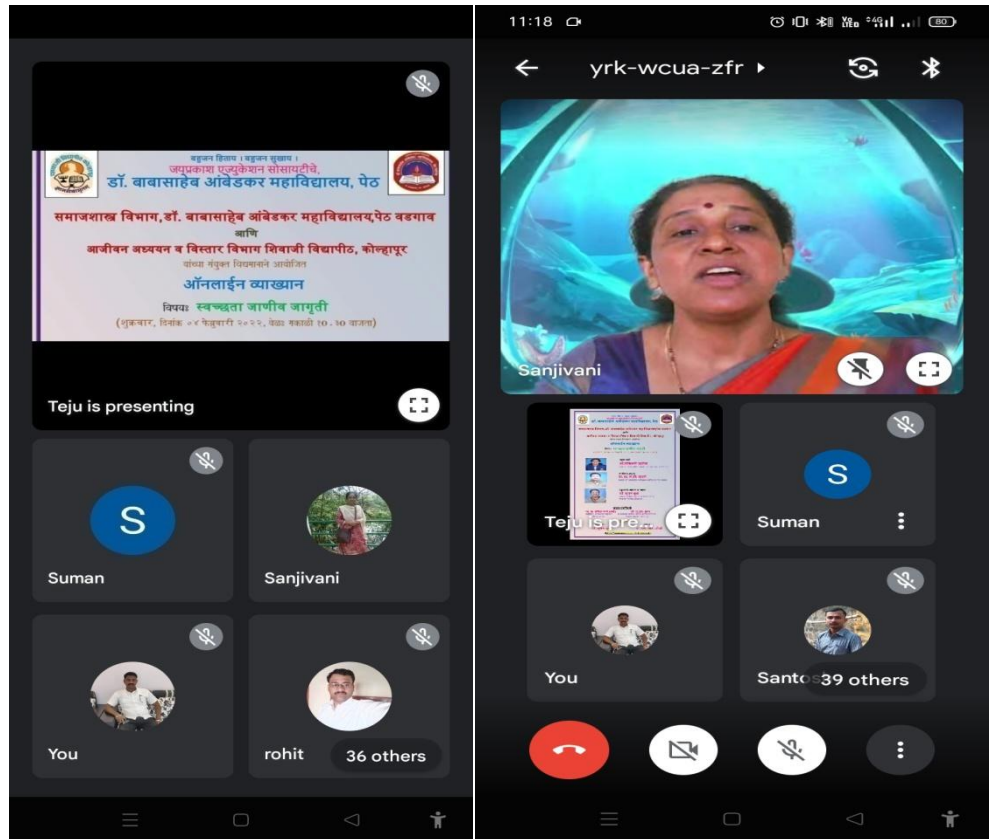 बहुजन हिताय । बहुजन सुखाय ।
जयप्रकाश एज्युकेशन सोसायटीचे,
डॉ. बाबासाहेब आंबेडकर महाविद्यालय, पेठ
समाजशास्त्र विभाग,डॉ. बाबासाहेब आंबेडकर महाविद्यालय,पेठ वडगाव
आणि
आजीवन अध्ययन व विस्तार विभाग शिवाजी विद्यापीठ, कोल्हापूर
यांच्या संयुक्त विद्यमानाने आयोजित
ऑनलाईन व्याख्यान
विषयः स्वच्छता जाणीव जागृती
(शुक्रवार, दिनांक ०४ फेब्रुवारी २०२२, वेळः सकाळी १०.३० वाजता)
Teju is presenting
S
Suman
Sanjivani
You
rohit
36 others
11:18
4G
80
yrk-wcua-zfr
Sanjivani
Teju is pre...
S
Suman
You
Santos
39 others